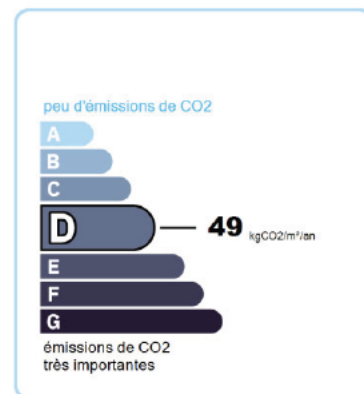 peu d'émissions de CO2
A
B
C
D 49 kgCO2/m²/an
E
F
G
émissions de CO2
très importantes